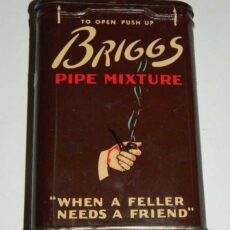 TO OPEN PUSH UP
BRIGGS
PIPE MIXTURE
"WHEN A FELLER
NEEDS A FRIEND"